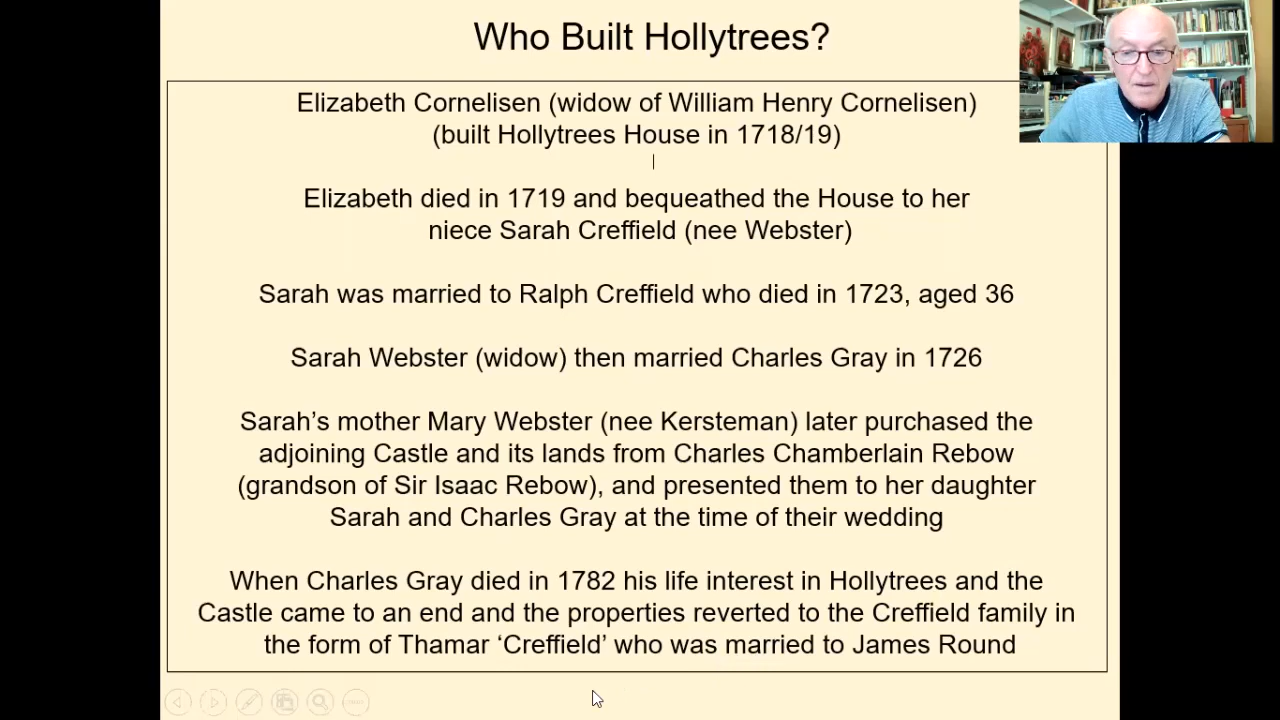 Who Built Hollytrees?
Elizabeth Cornelisen (widow of William Henry Cornelisen)
(built Hollytrees House in 1718/19)
Elizabeth died in 1719 and bequeathed the House to her
niece Sarah Creffield (nee Webster)
Sarah was married to Ralph Creffield who died in 1723, aged 36
Sarah Webster (widow) then married Charles Gray in 1726
Sarah’s mother Mary Webster (nee Kersteman) later purchased the
adjoining Castle and its lands from Charles Chamberlain Rebow
(grandson of Sir Isaac Rebow), and presented them to her daughter
Sarah and Charles Gray at the time of their wedding
When Charles Gray died in 1782 his life interest in Hollytrees and the
Castle came to an end and the properties reverted to the Creffield family in
the form of Thamar ‘Creffield’ who was married to James Round